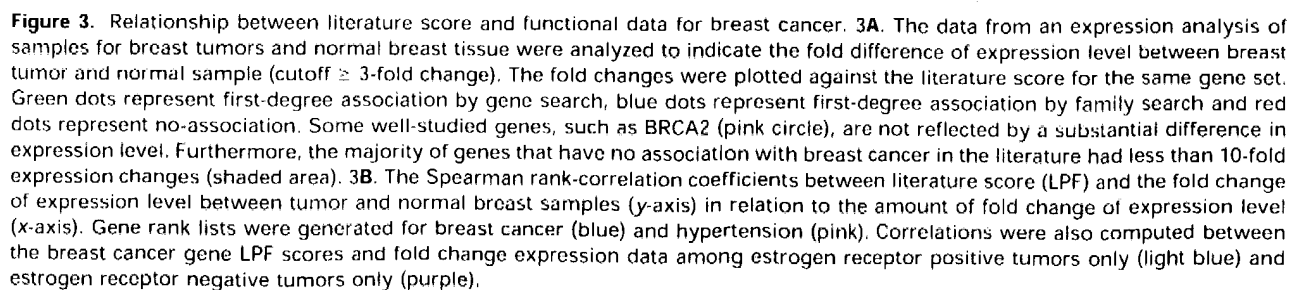 Figure 3. Relationship between literature score and functional data for breast cancer. 3A. The data from an expression analysis of
samples for breast tumors and normal breast tissue were analyzed to indicate the fold difference of expression level between breast
tumor and normal sample (cutoff ≥ 3-fold change). The fold changes were plotted against the literature score for the same gene set.
Green dots represent first-degree association by gene search, blue dots represent first-degree association by family search and red
dots represent no-association. Some well-studied genes, such as BRCA2 (pink circle), are not reflected by a substantial difference in
expression level. Furthermore, the majority of genes that have no association with breast cancer in the literature had less than 10-fold
expression changes (shaded area). 3B. The Spearman rank-correlation coefficients between literature score (LPF) and the fold change
of expression level between tumor and normal breast samples (y-axis) in relation to the amount of fold change of expression level
(x-axis). Gene rank lists were generated for breast cancer (blue) and hypertension (pink). Correlations were also computed between
the breast cancer gene LPF scores and fold change expression data among estrogen receptor positive tumors only (light blue) and
estrogen receptor negative tumors only (purple).